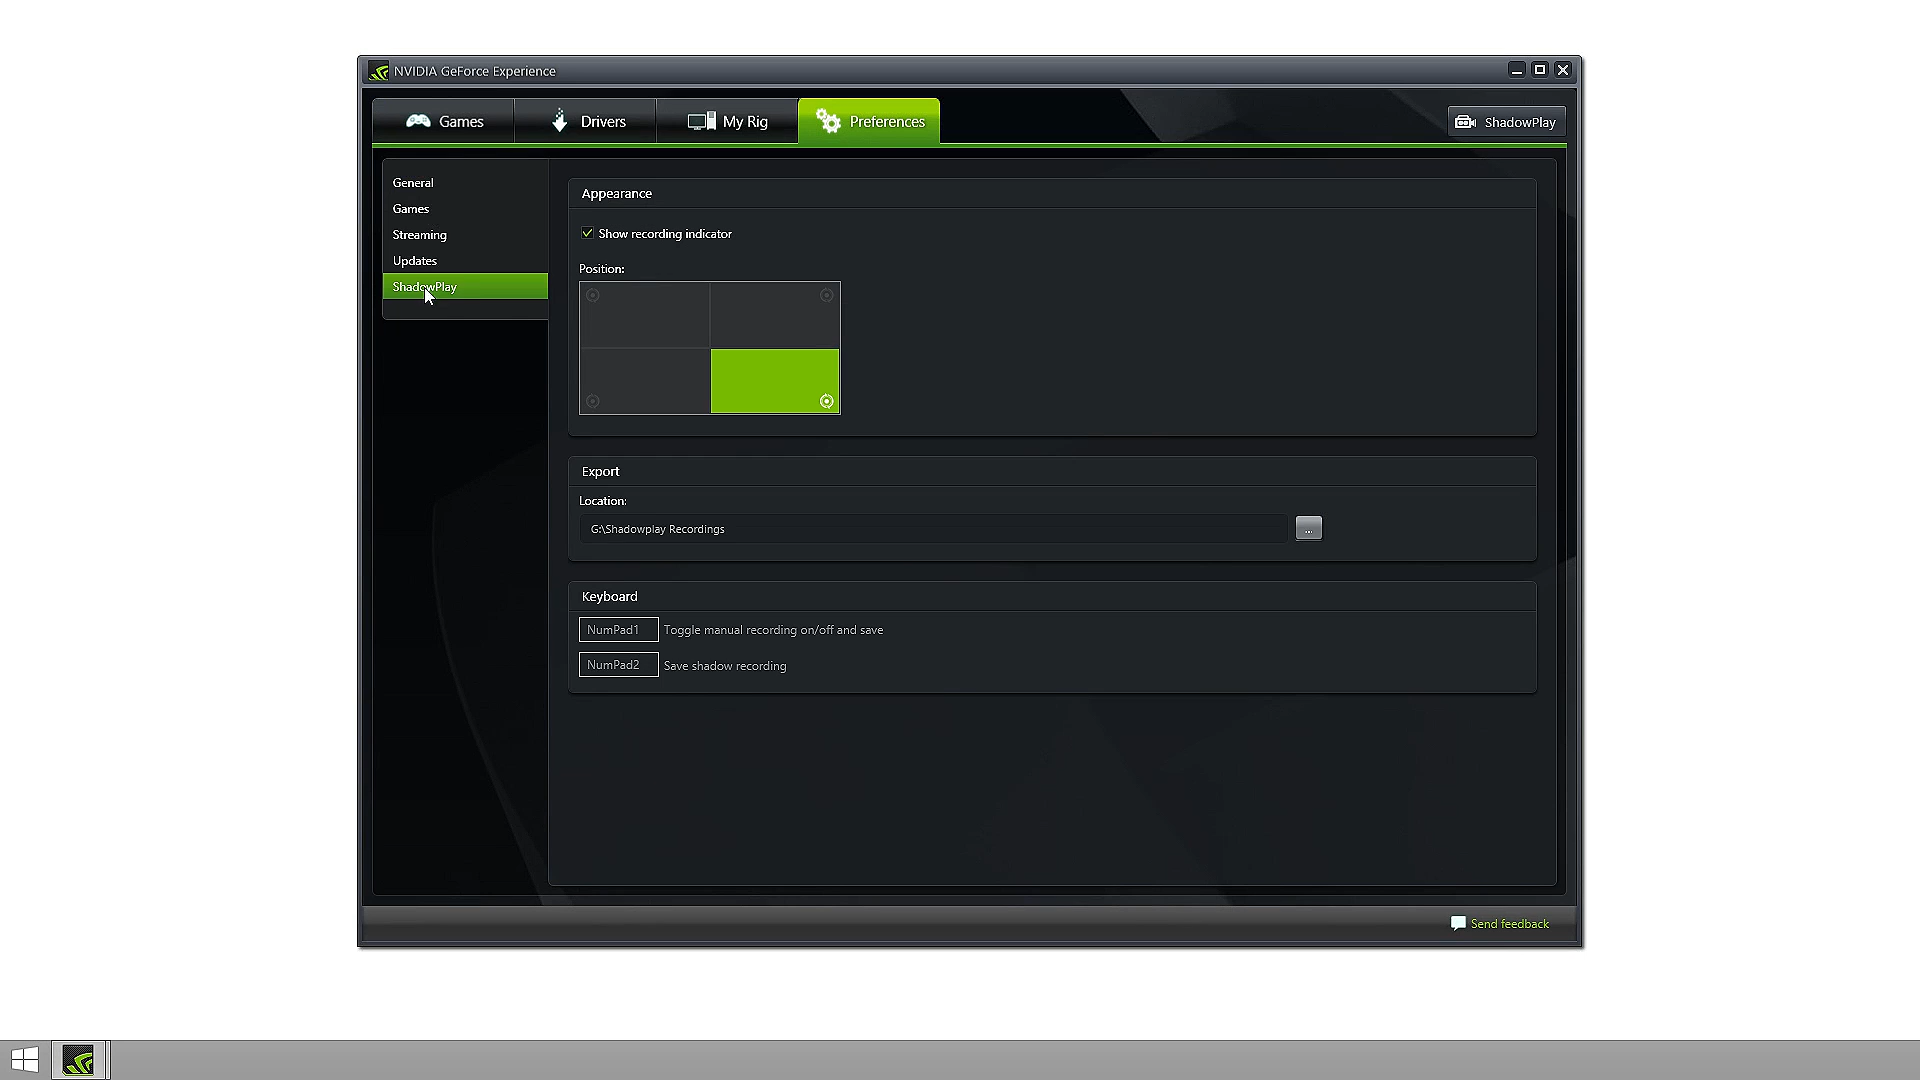 NVIDIA GeForce Experience
Games
Drivers
My Rig
Preferences
ShadowPlay
General
Games
Streaming
Updates
ShadowPlay
Appearance
Show recording indicator
Position:
Export
Location:
G:\Shadowplay Recordings
...
Keyboard
NumPad1 Toggle manual recording on/off and save
NumPad2 Save shadow recording
Send feedback